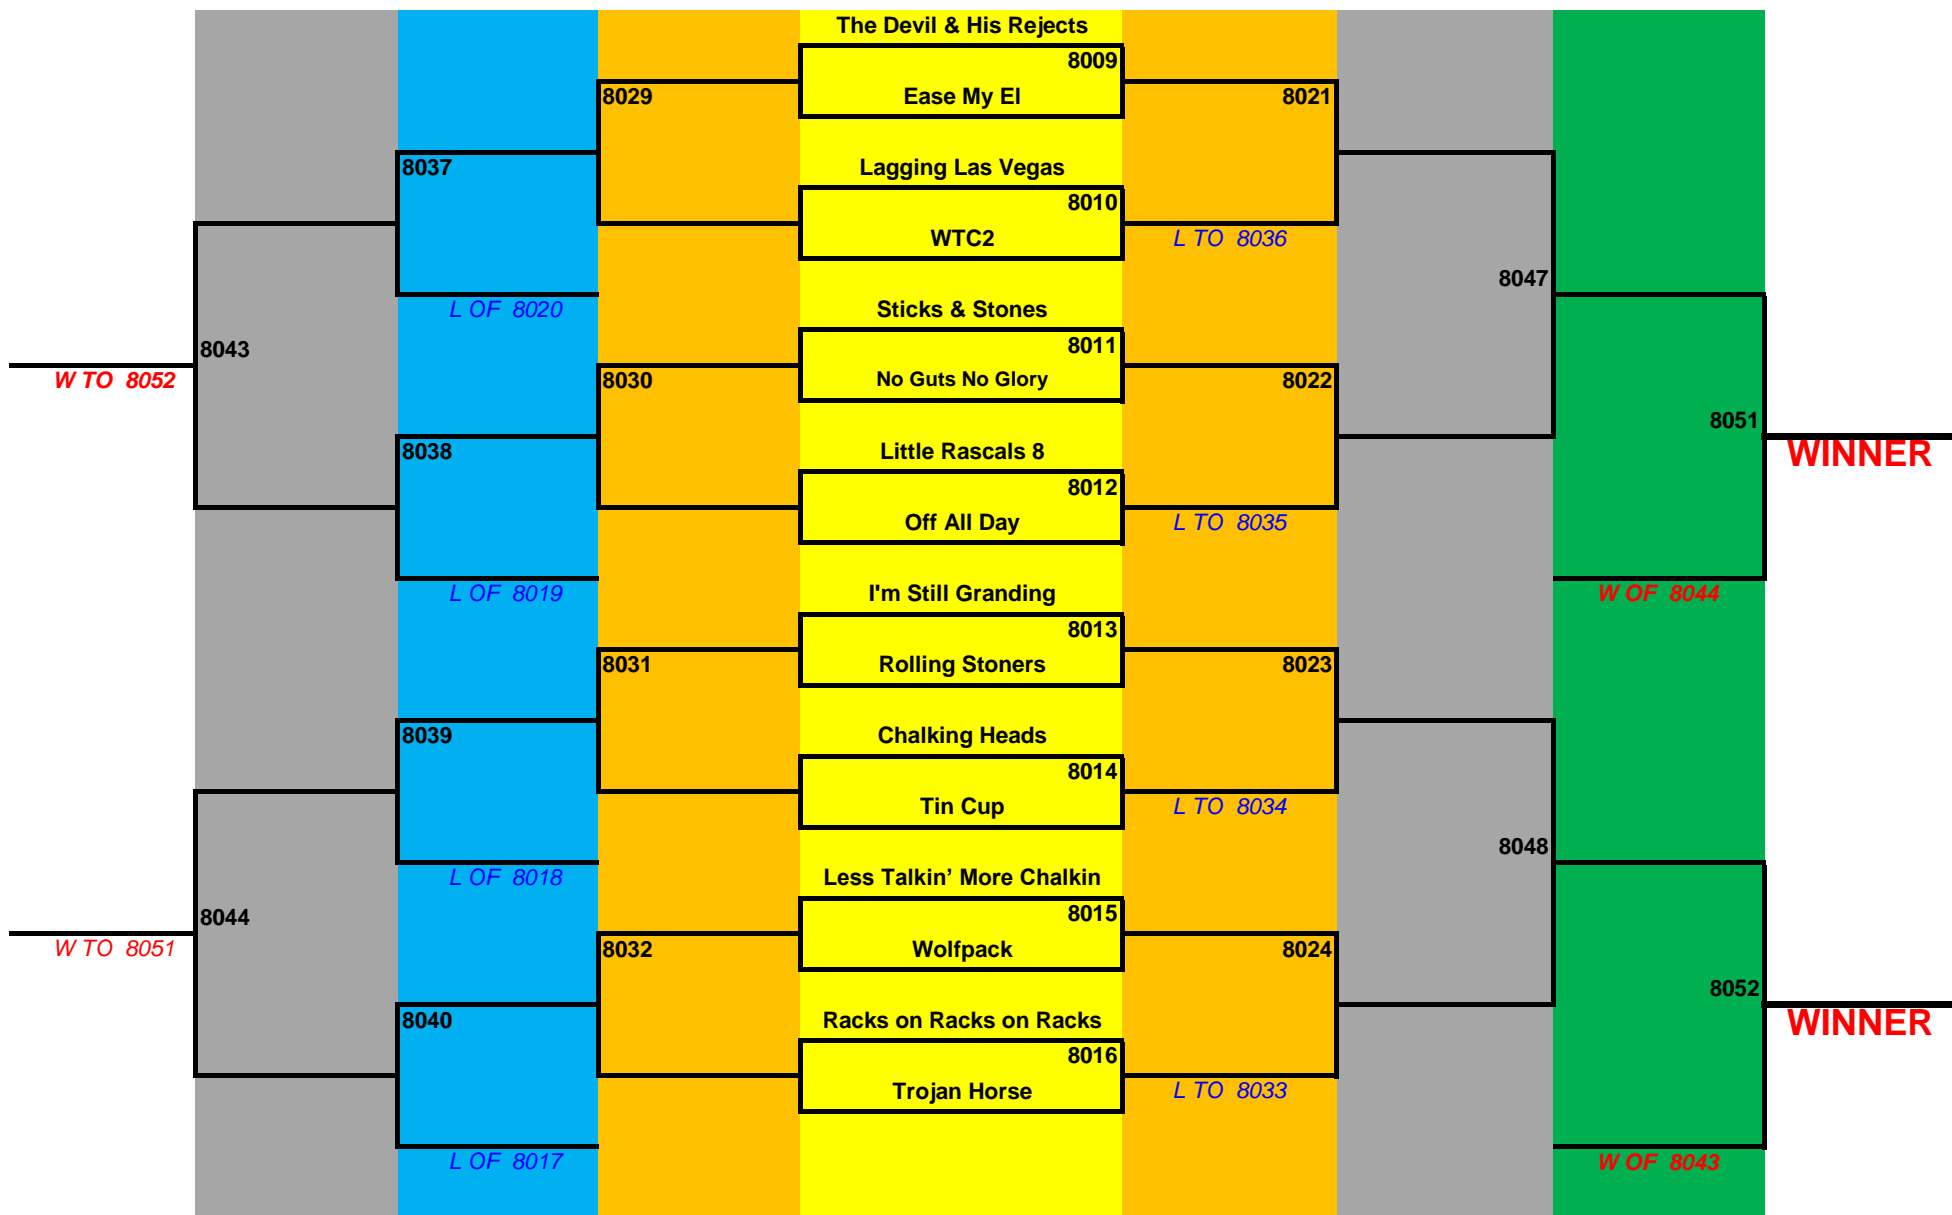 The Devil & His Rejects
8009
8029
Ease My El
8021
8037
Lagging Las Vegas
8010
WTC2
L TO 8036
8047
L OF 8020
Sticks & Stones
8043
8011
W TO 8052
8030
No Guts No Glory
8022
8051
8038
Little Rascals 8
WINNER
8012
Off All Day
L TO 8035
L OF 8019
I'm Still Granding
W OF 8044
8013
8031
Rolling Stoners
8023
8039
Chalking Heads
8014
Tin Cup
L TO 8034
8048
L OF 8018
Less Talkin’ More Chalkin
8044
8015
W TO 8051
8032
Wolfpack
8024
8052
8040
Racks on Racks on Racks
WINNER
8016
Trojan Horse
L TO 8033
L OF 8017
W OF 8043